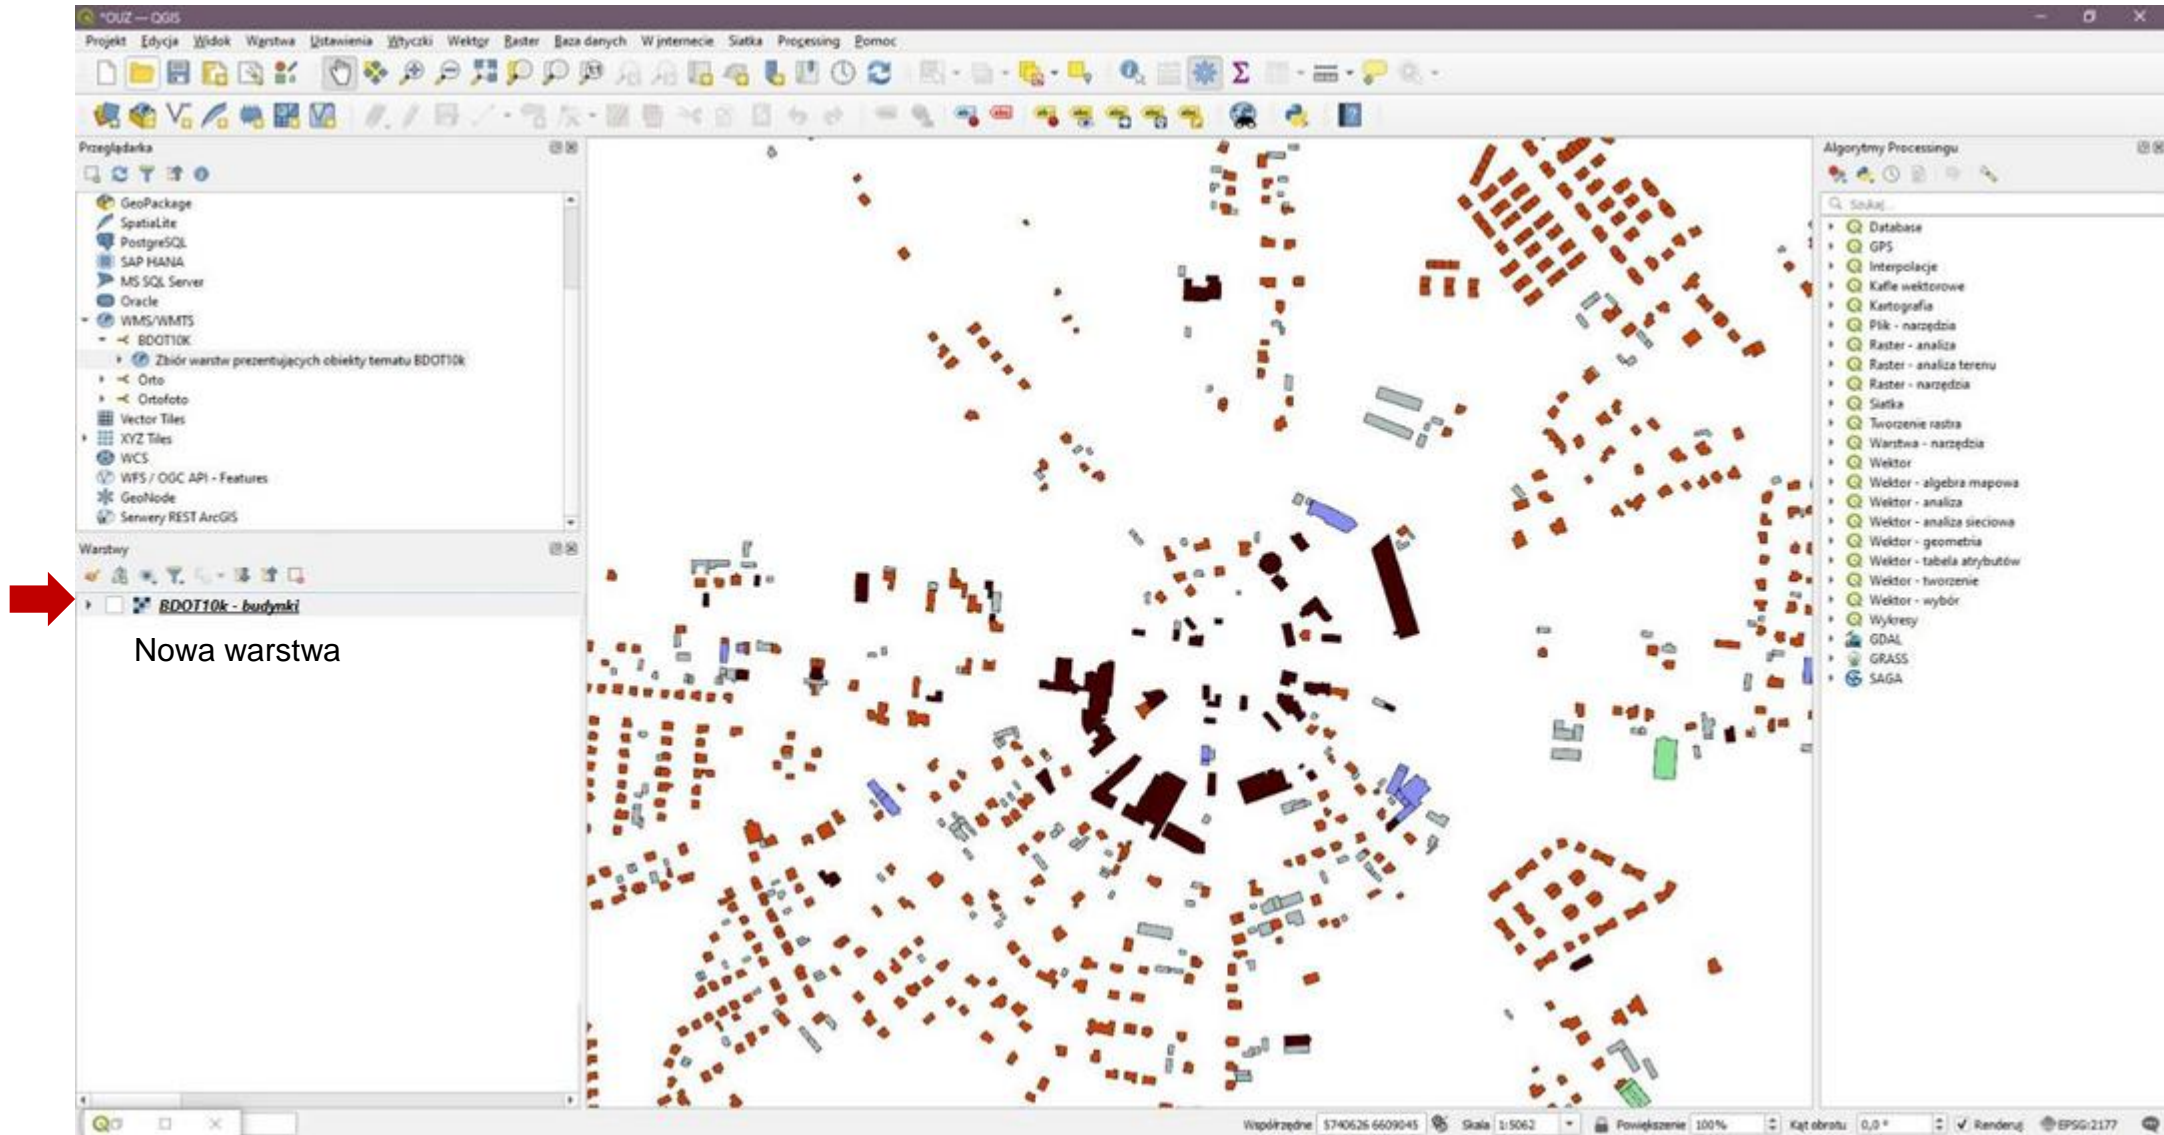 *OUZ — QGIS
Projekt Edycja Widok Warstwa Ustawienia Wtyczki Wektor Raster Baza danych W internecie Siatka Processing Pomoc
Przeglądarka
GeoPackage
SpatiaLite
PostgreSQL
SAP HANA
MS SQL Server
Oracle
WMS/WMTS
BDOT10K
Zbiór warstw prezentujących obiekty tematu BDOT10k
Orto
Ortofoto
Vector Tiles
XYZ Tiles
WCS
WFS / OGC API - Features
GeoNode
Serwery REST ArcGIS
Warstwy
BDOT10k - budynki
Nowa warstwa
Algorytmy Processingu
Szukaj...
Database
GPS
Interpolacje
Kafle wektorowe
Kartografia
Plik - narzędzia
Raster - analiza
Raster - analiza terenu
Raster - narzędzia
Siatka
Tworzenie rastra
Warstwa - narzędzia
Wektor
Wektor - algebra mapowa
Wektor - analiza
Wektor - analiza sieciowa
Wektor - geometria
Wektor - tabela atrybutów
Wektor - tworzenie
Wektor - wybór
Wykresy
GDAL
GRASS
SAGA
Współrzędne 5740626 6609045 Skala 1:5062 Powiększenie 100% Kąt obrotu 0,0 ° Renderuj EPSG:2177